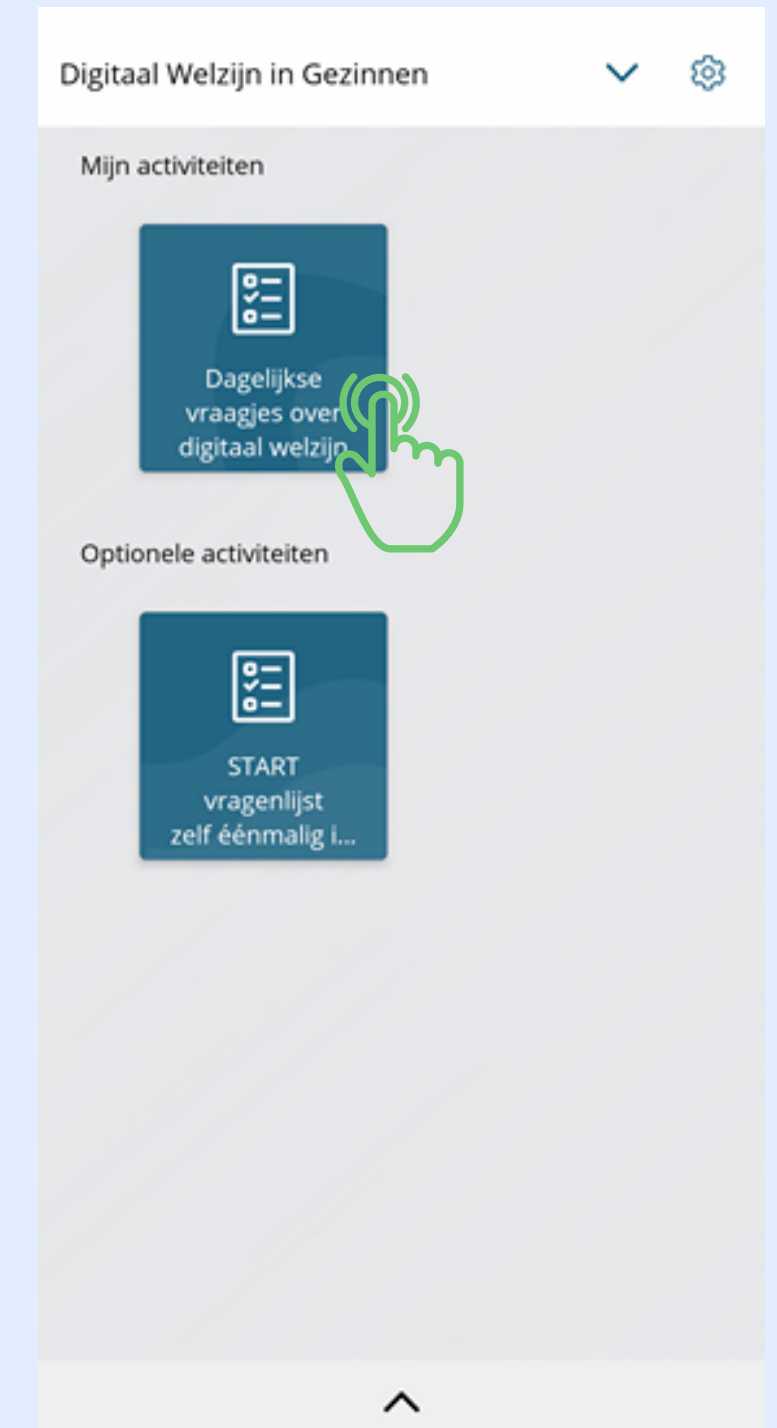 Digitaal Welzijn in Gezinnen
Mijn activiteiten
Dagelijkse
vraagjes over
digitaal welzijn
Optionele activiteiten
START
vragenlijst
zelf éénmalig i...